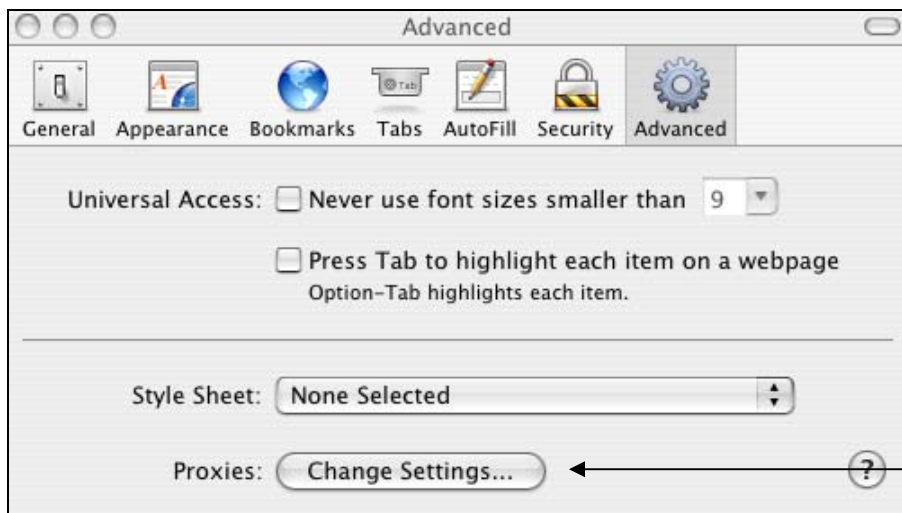 Advanced
General Appearance Bookmarks Tabs AutoFill Security Advanced
Universal Access: Never use font sizes smaller than 9
Press Tab to highlight each item on a webpage
Option-Tab highlights each item.
Style Sheet: None Selected
Proxies: Change Settings... ?